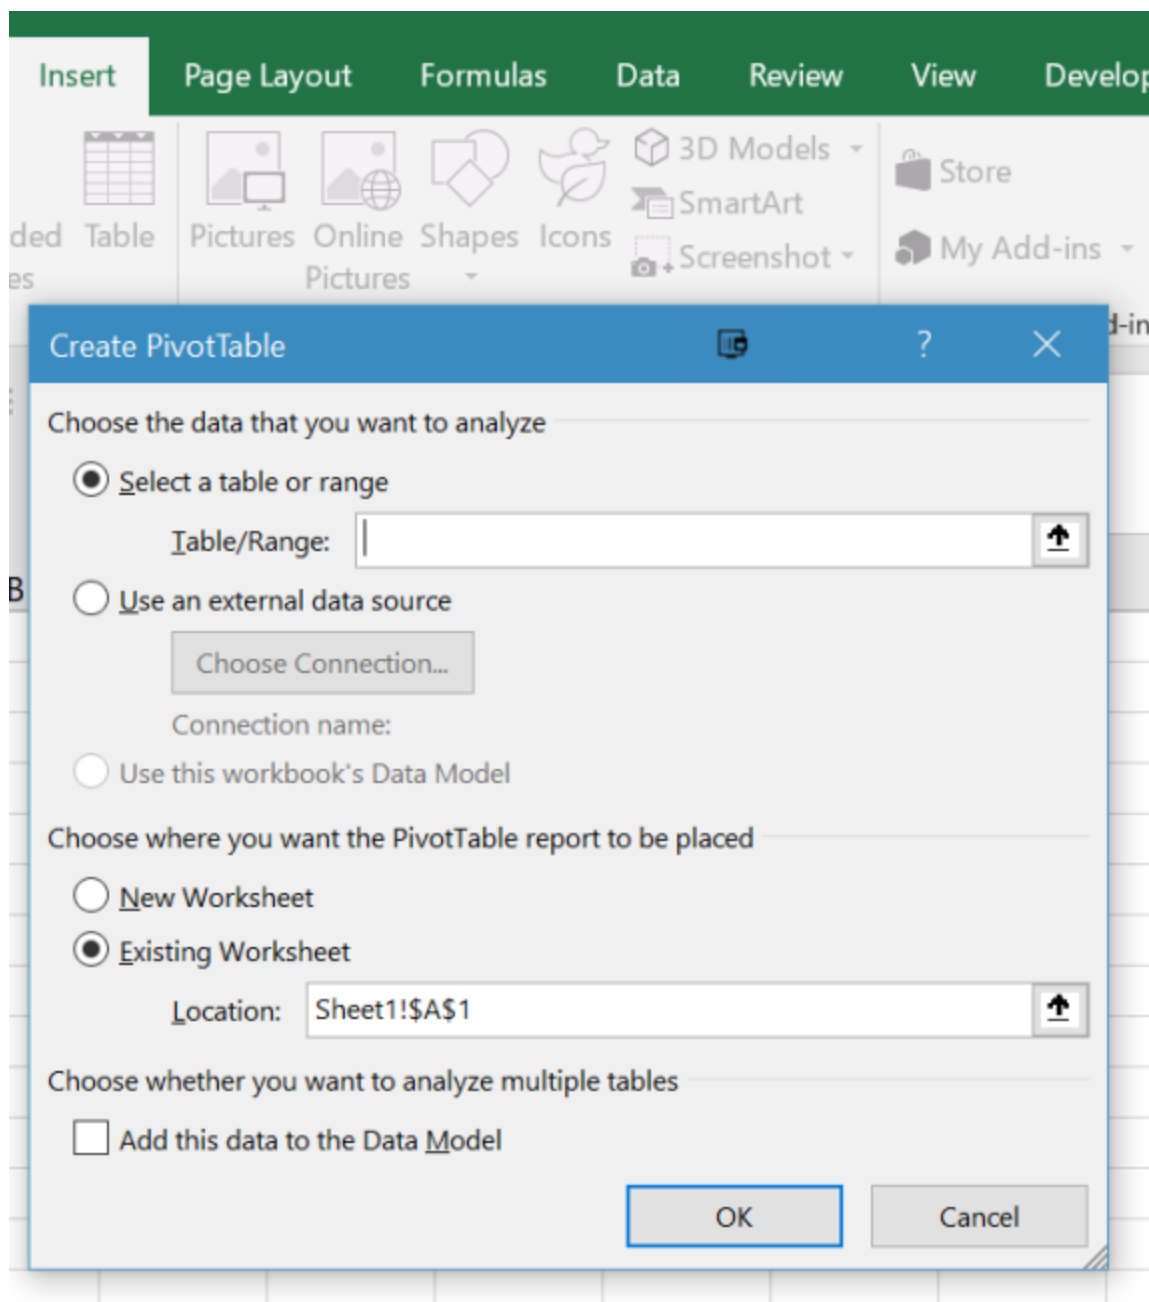 Insert Page Layout Formulas Data Review View Develop
3D Models
Store
SmartArt
ded Table Pictures Online Shapes Icons
My Add-ins
Screenshot
es Pictures
d-in
Create PivotTable ?
Choose the data that you want to analyze
Select a table or range
Table/Range:
B
Use an external data source
Choose Connection...
Connection name:
Use this workbook's Data Model
Choose where you want the PivotTable report to be placed
New Worksheet
Existing Worksheet
Location: Sheet1!$A$1
Choose whether you want to analyze multiple tables
Add this data to the Data Model
OK Cancel